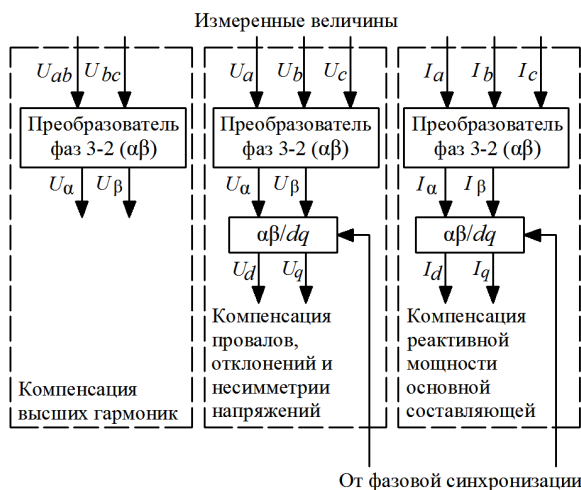 Измеренные величины
Uab Ubc
Преобразователь
фаз 3-2 (αβ)
Uα Uβ
Компенсация
высших гармоник
Ua Ub Uc
Преобразователь
фаз 3-2 (αβ)
Uα Uβ
αβ/dq
Ud Uq
Компенсация
провалов,
отклонений и
несимметрии
напряжений
Ia Ib Ic
Преобразователь
фаз 3-2 (αβ)
Iα Iβ
αβ/dq
Id Iq
Компенсация
реактивной
мощности
основной
составляющей
От фазовой синхронизации